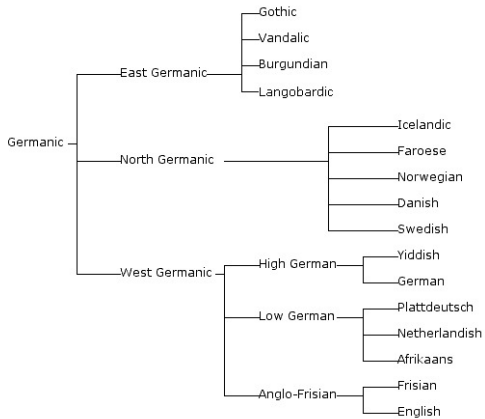 Gothic
Vandalic
East Germanic
Burgundian
Langobardic
Germanic
North Germanic
Icelandic
Faroese
Norwegian
Danish
Swedish
West Germanic
High German
Yiddish
German
Low German
Plattdeutsch
Netherlandish
Afrikaans
Anglo-Frisian
Frisian
English